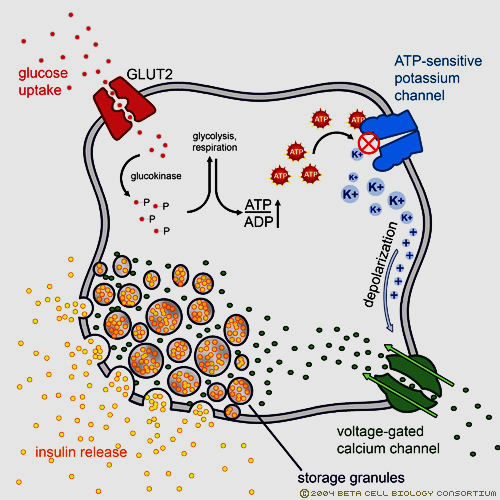 glucose
uptake
GLUT2
ATP-sensitive
potassium
channel
glycolysis,
respiration
glucokinase
P
P
P
P
P
ATP
ADP
ATP
ATP
ATP
ATP
ATP
K+
K+
K+
K+
K+
K+
K+
depolarization
+
+
+
+
+
+
insulin release
voltage-gated
calcium channel
storage granules
©2004 BETA CELL BIOLOGY CONSORTIUM